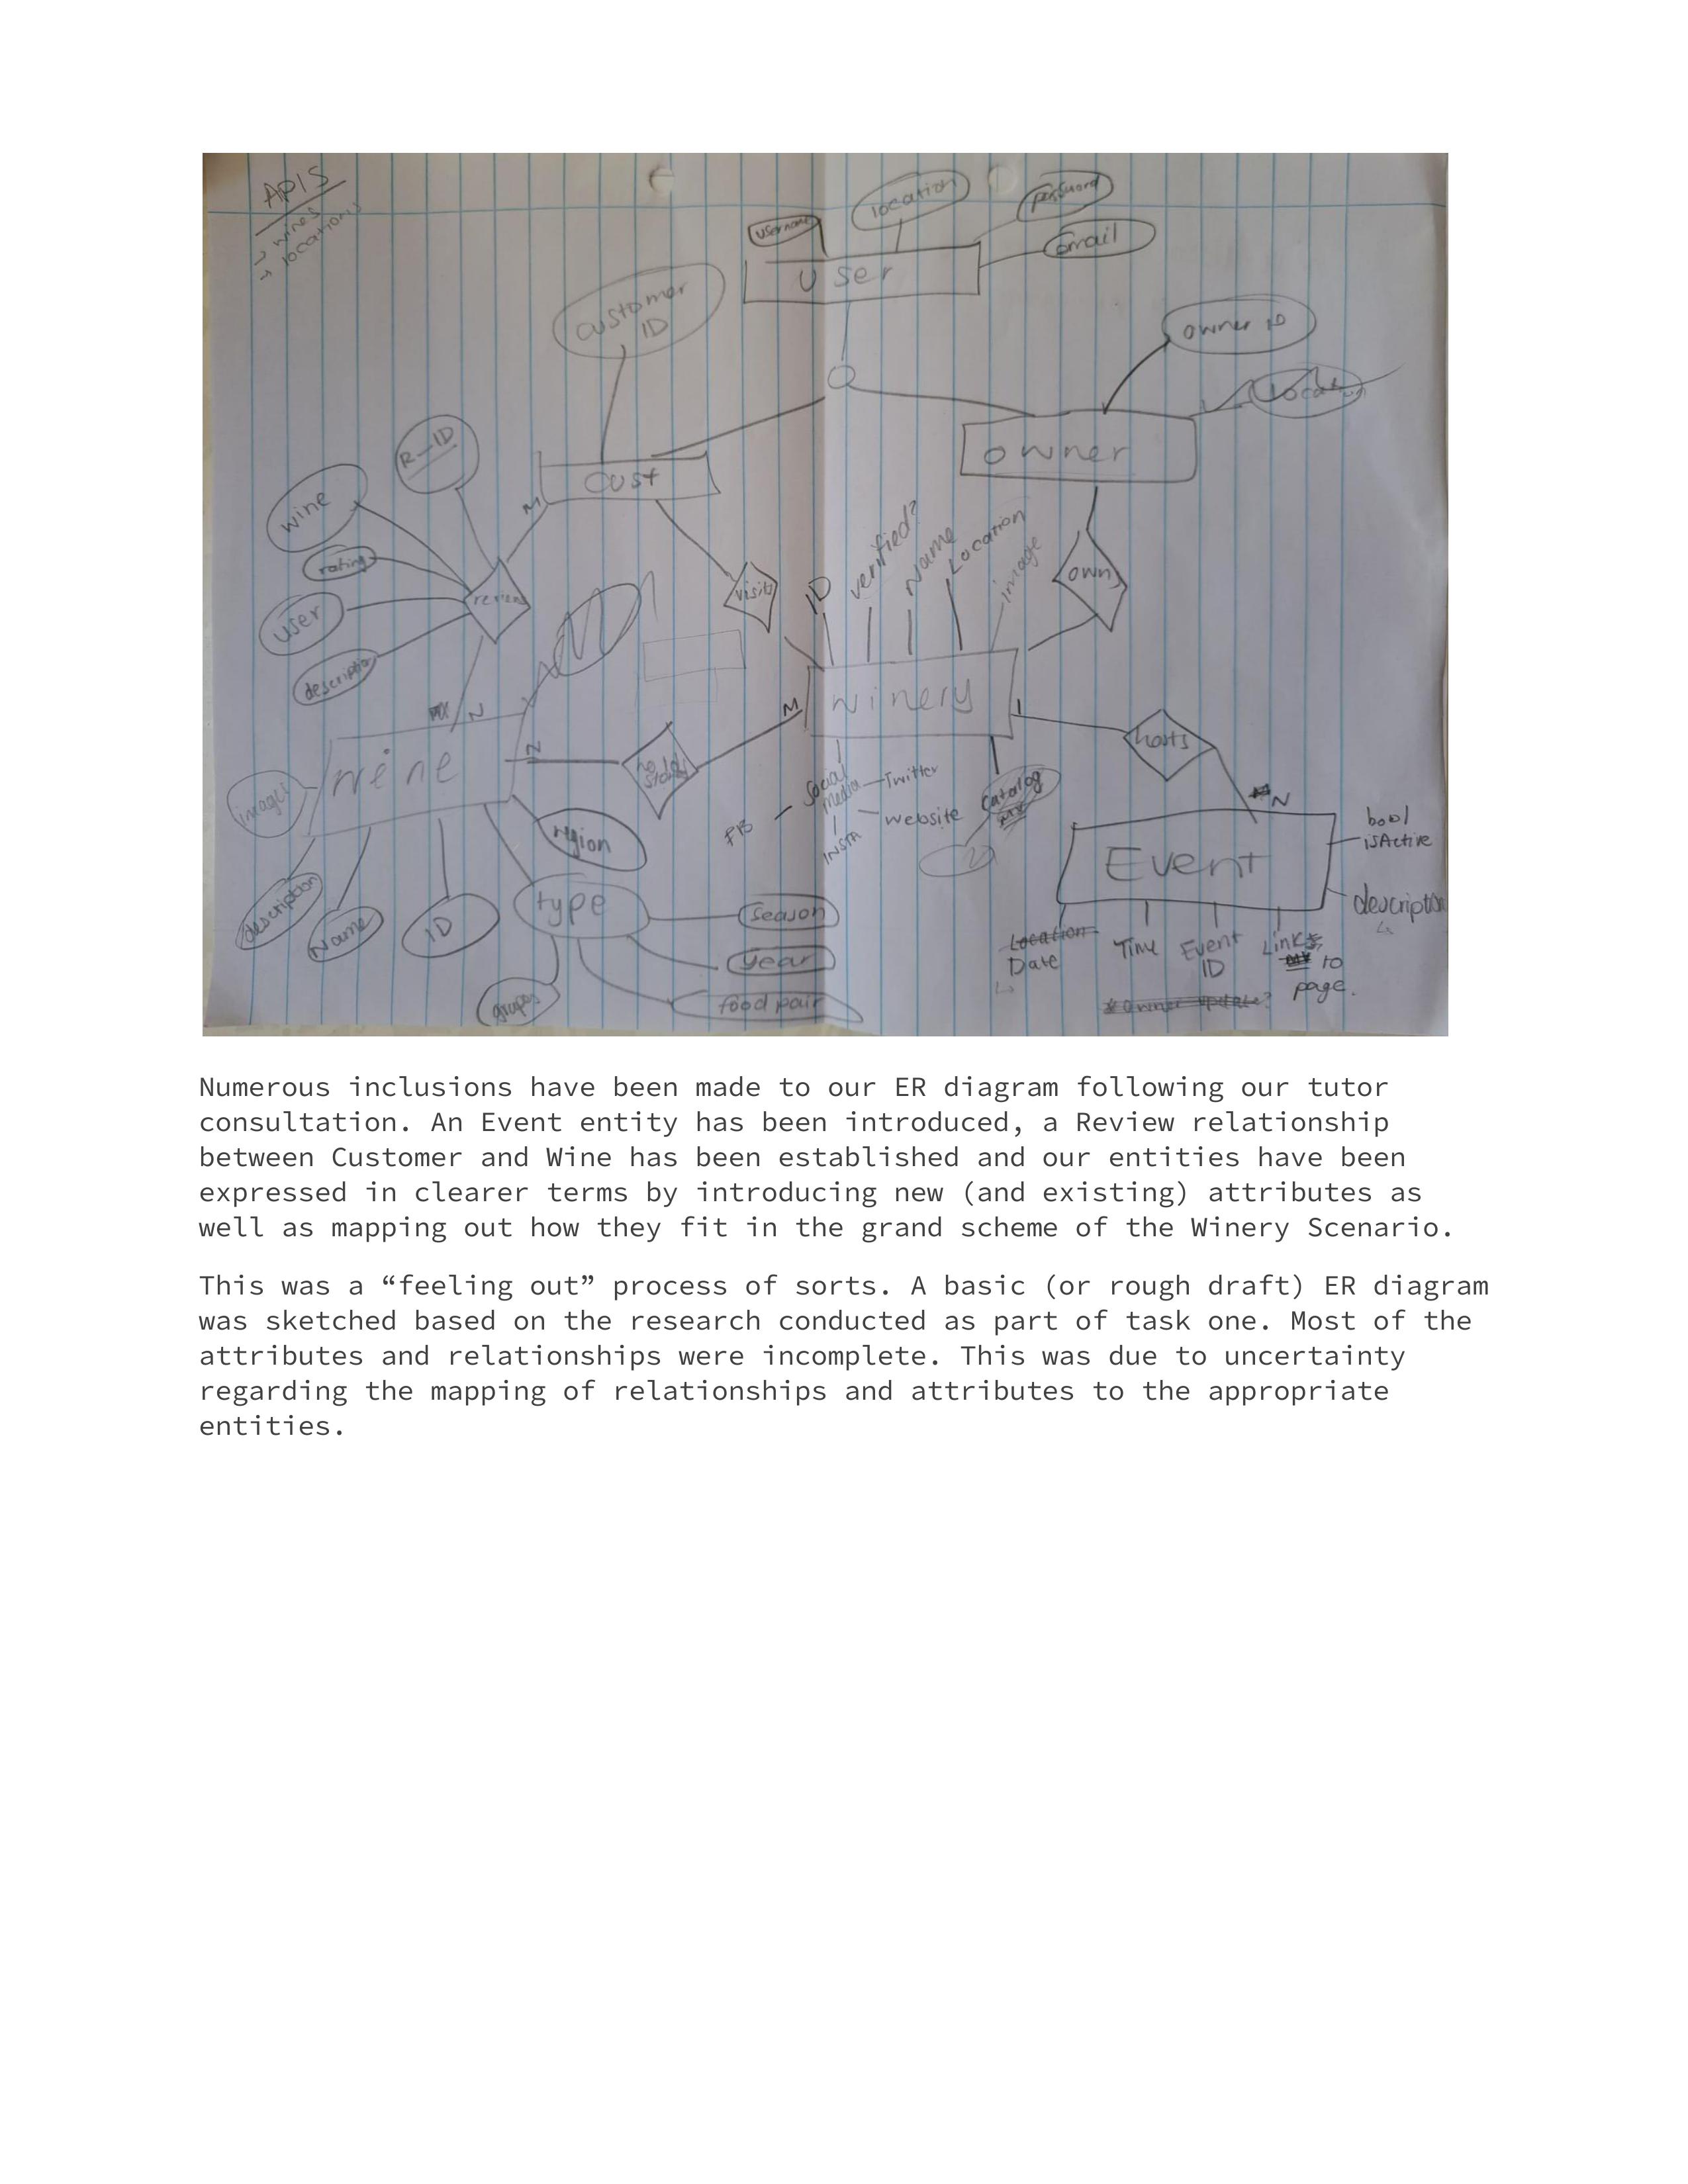 APIS
→ wines
→ locations
username
location
password
email
User
customer
ID
owner ID
Location
R-ID
Cust
owner
wine
M
rating
user
review
description
visits
ID
verified?
Name
Location
image
own
N
M
winery
1
hosts
wine
N
image
social
media
Twitter
website
FB
INSTA
catalog
N
region
Event
bool
isActive
description
description
Name
ID
type
season
year
grapes
food pair
Location
Date
Time
Event
ID
Links
to
page.
* Owner update?
Numerous inclusions have been made to our ER diagram following our tutor
consultation. An Event entity has been introduced, a Review relationship
between Customer and Wine has been established and our entities have been
expressed in clearer terms by introducing new (and existing) attributes as
well as mapping out how they fit in the grand scheme of the Winery Scenario.
This was a “feeling out” process of sorts. A basic (or rough draft) ER diagram
was sketched based on the research conducted as part of task one. Most of the
attributes and relationships were incomplete. This was due to uncertainty
regarding the mapping of relationships and attributes to the appropriate
entities.